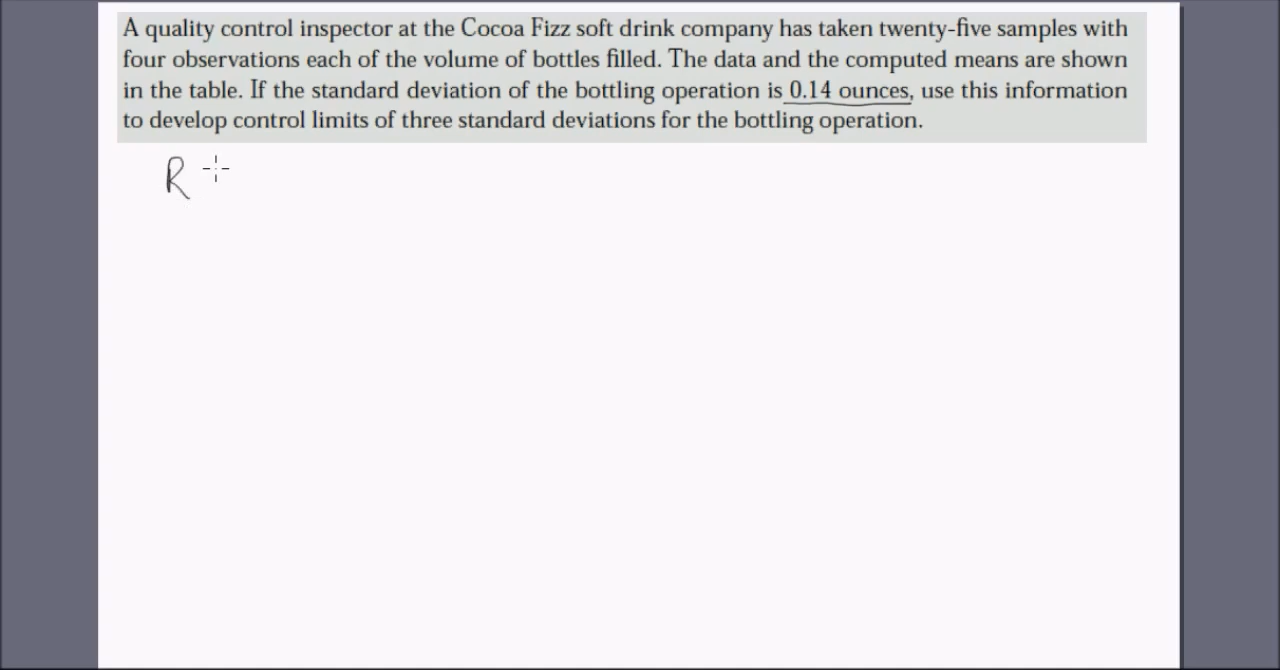 A quality control inspector at the Cocoa Fizz soft drink company has taken twenty-five samples with
four observations each of the volume of bottles filled. The data and the computed means are shown
in the table. If the standard deviation of the bottling operation is 0.14 ounces, use this information
to develop control limits of three standard deviations for the bottling operation.
R